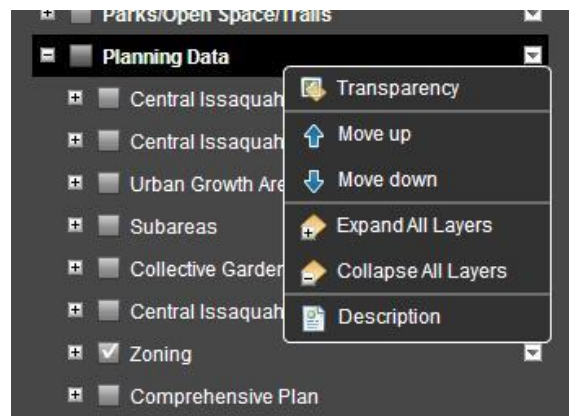 Parks/Open Space/Trails
Planning Data
Central Issaquah
Central Issaquah
Urban Growth Are
Subareas
Collective Garden
Central Issaquah
Zoning
Comprehensive Plan
Transparency
Move up
Move down
Expand All Layers
Collapse All Layers
Description